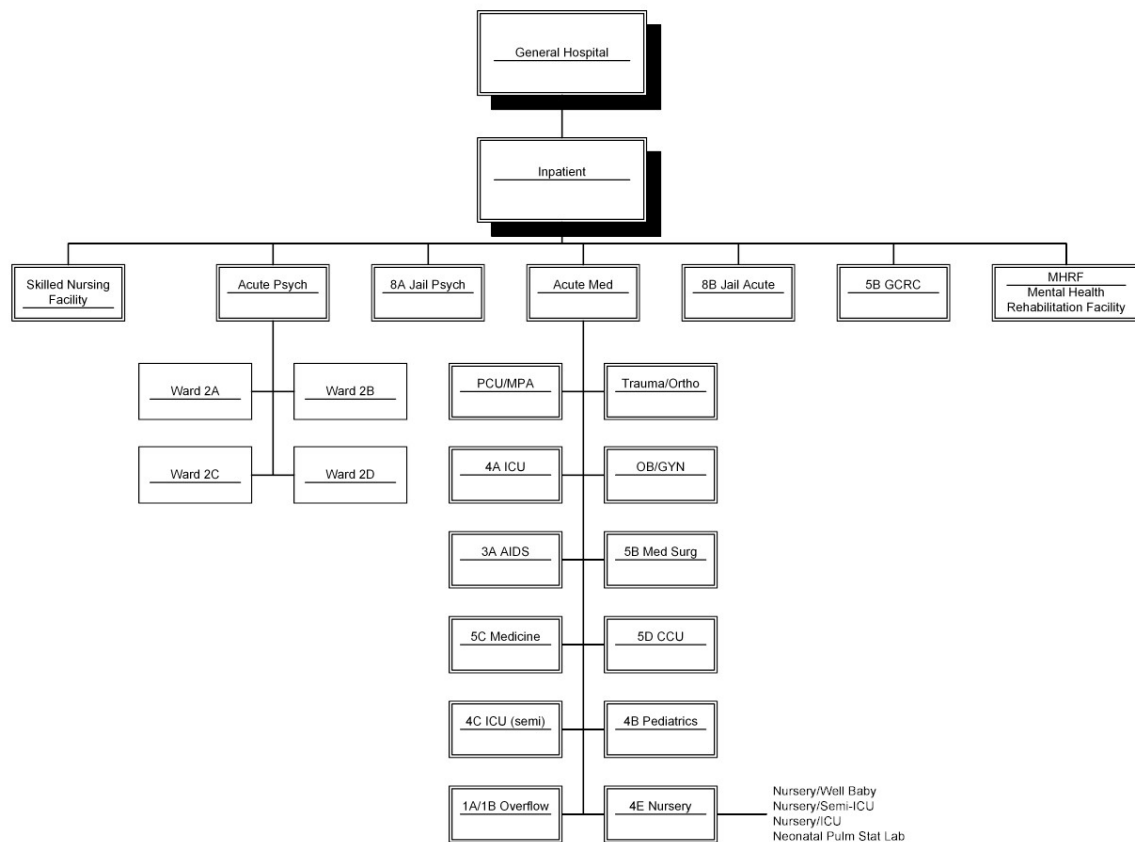 General Hospital
Inpatient
Skilled Nursing
Facility
Acute Psych
8A Jail Psych
Acute Med
8B Jail Acute
5B GCRC
MHRF
Mental Health
Rehabilitation Facility
Ward 2A
Ward 2B
PCU/MPA
Trauma/Ortho
Ward 2C
Ward 2D
4A ICU
OB/GYN
3A AIDS
5B Med Surg
5C Medicine
5D CCU
4C ICU (semi)
4B Pediatrics
1A/1B Overflow
4E Nursery
Nursery/Well Baby
Nursery/Semi-ICU
Nursery/ICU
Neonatal Pulm Stat Lab